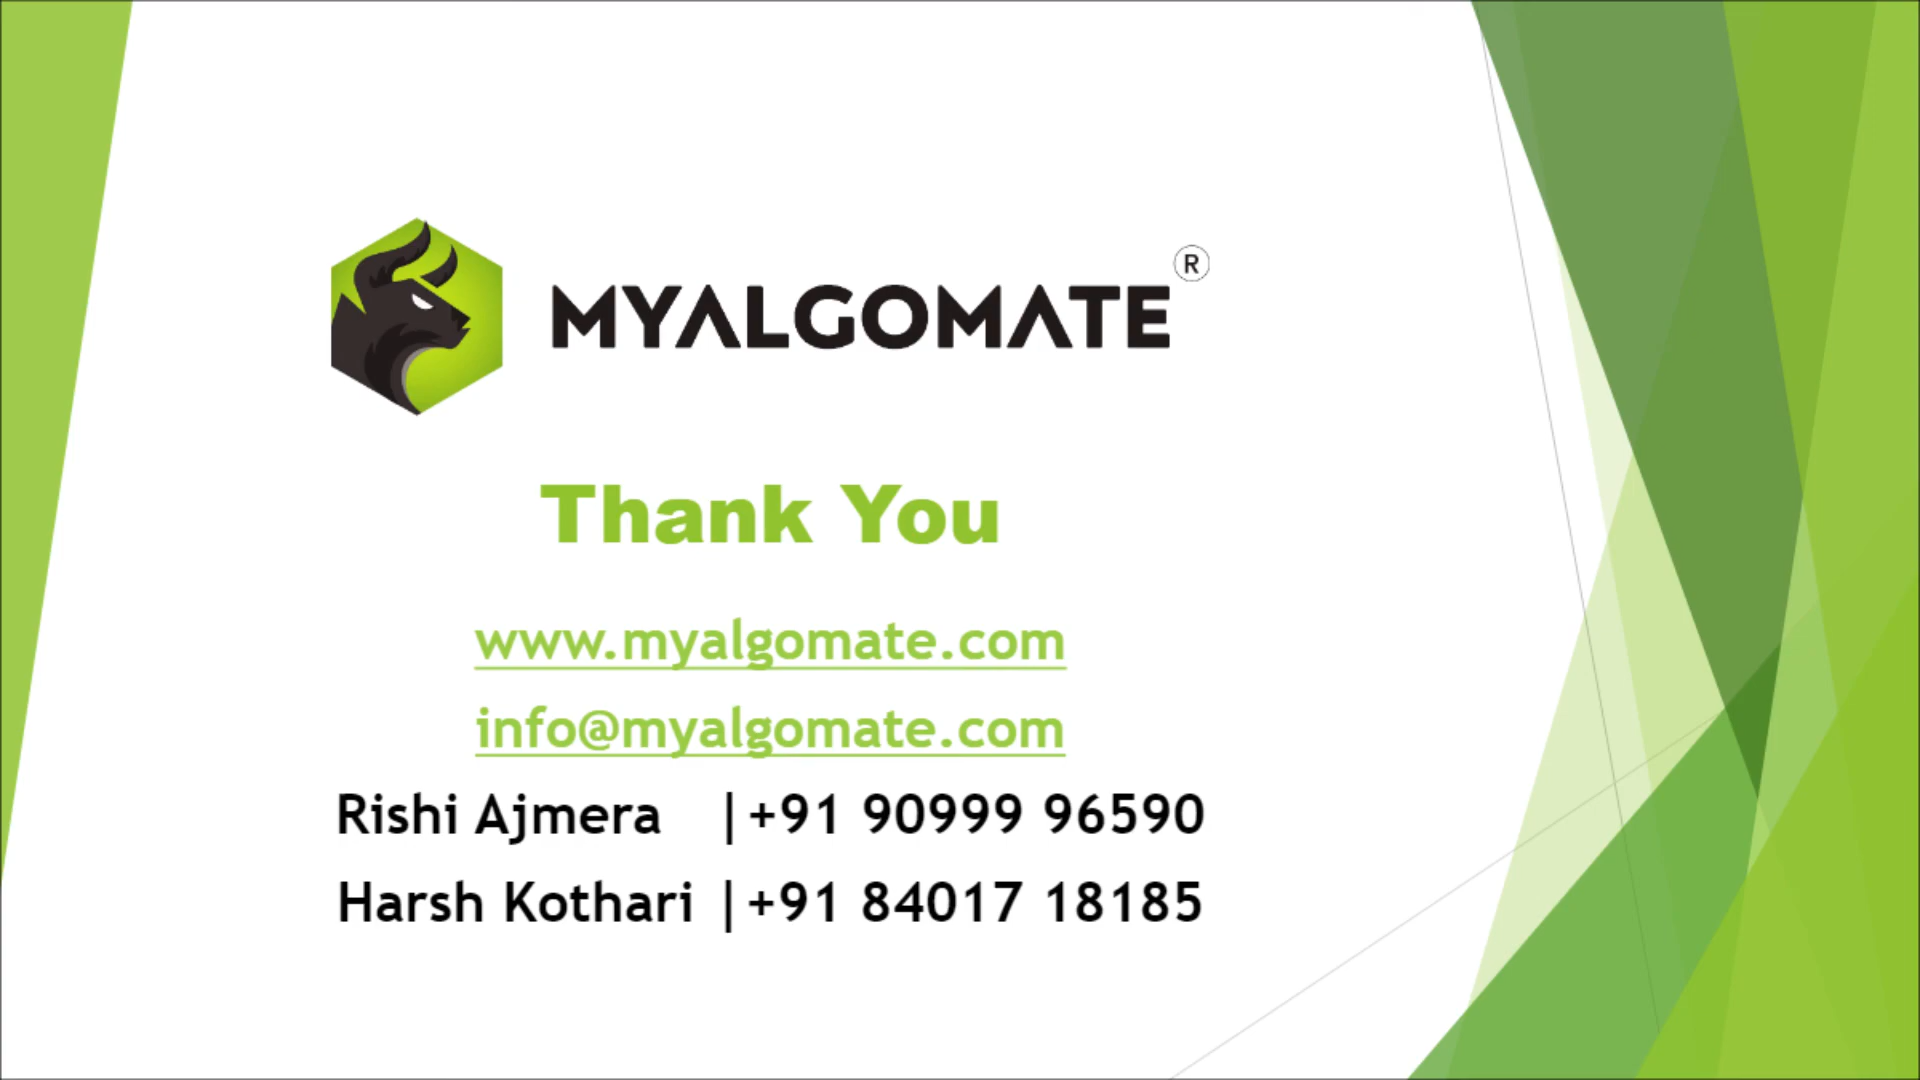 MYALGOMATE ®
Thank You
www.myalgomate.com
info@myalgomate.com
Rishi Ajmera |+91 90999 96590
Harsh Kothari |+91 84017 18185